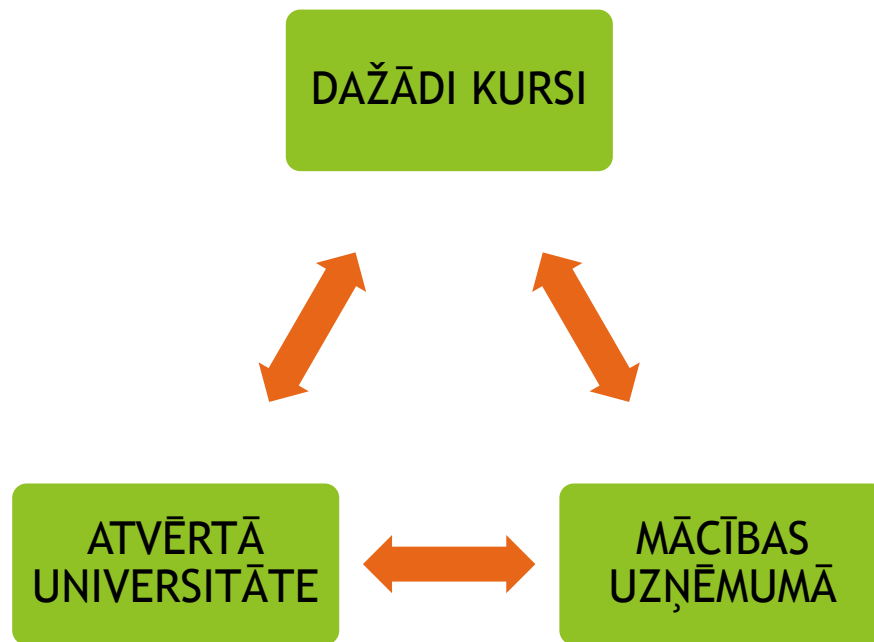 DAŽĀDI KURSI
ATVĒRTĀ
UNIVERSITĀTE
MĀCĪBAS
UZŅĒMUMĀ